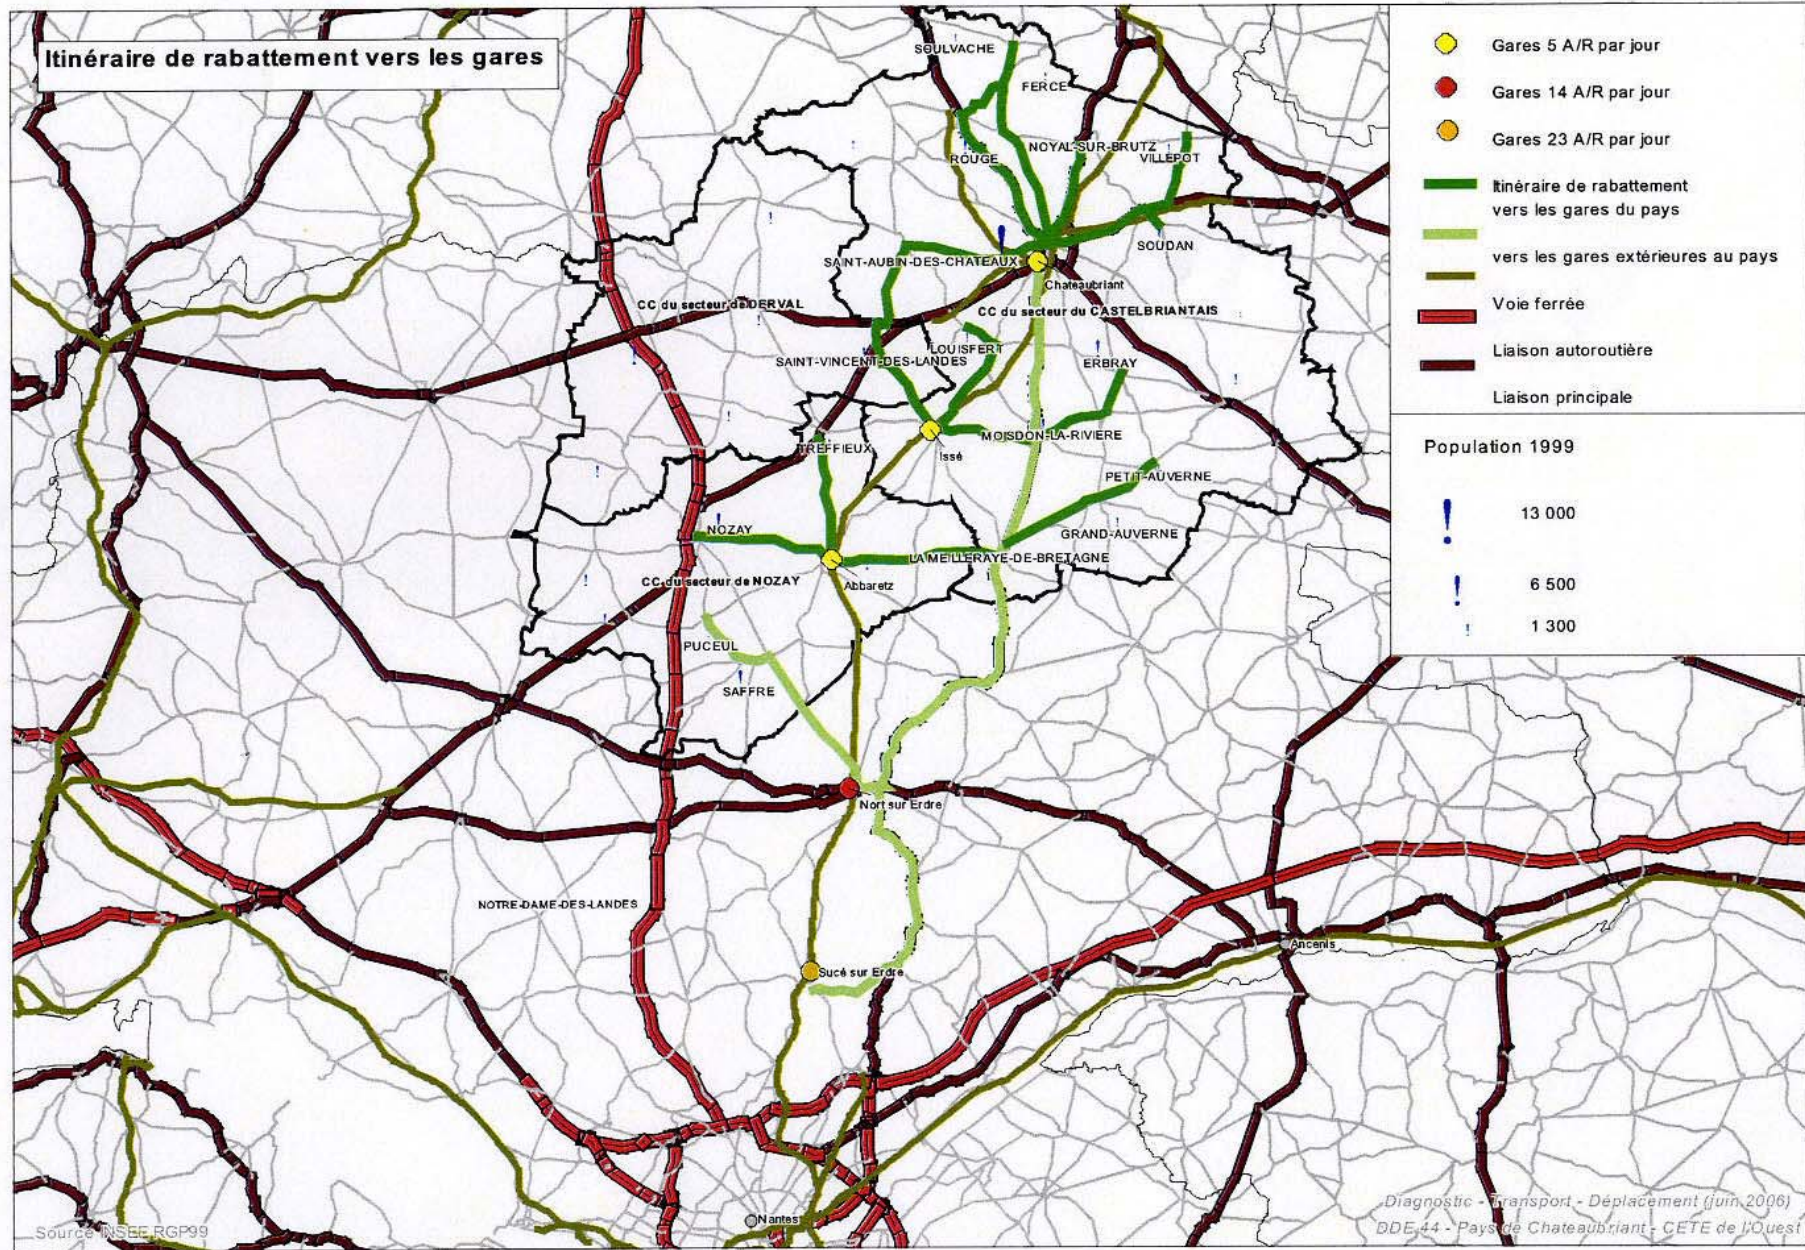 Itinéraire de rabattement vers les gares
Gares 5 A/R par jour
Gares 14 A/R par jour
Gares 23 A/R par jour
Itinéraire de rabattement
vers les gares du pays
vers les gares extérieures au pays
Voie ferrée
Liaison autoroutière
Liaison principale
Population 1999
13 000
6 500
1 300
SOULVACHE
FERCE
NOYAL-SUR-BRUTZ
ROUGE
VILLEPOT
SOUDAN
SAINT-AUBIN-DES-CHATEAUX
Chateaubriant
CC du secteur de DERVAL
CC du secteur du CASTELBRIANTAIS
LOUISFERT
SAINT-VINCENT-DES-LANDES
ERBRAY
MOISDON-LA-RIVIERE
TREFFIEUX
Issé
PETIT-AUVERNE
NOZAY
GRAND-AUVERNE
LA MEILLERAYE-DE-BRETAGNE
CC du secteur de NOZAY
Abbaretz
PUCEUL
SAFFRE
Nort sur Erdre
NOTRE-DAME-DES-LANDES
Ancenis
Sucé sur Erdre
Nantes
Source INSEE RGP99
Diagnostic - Transport - Déplacement (juin 2006)
DDE 44 - Pays de Chateaubriant - CETE de l'Ouest